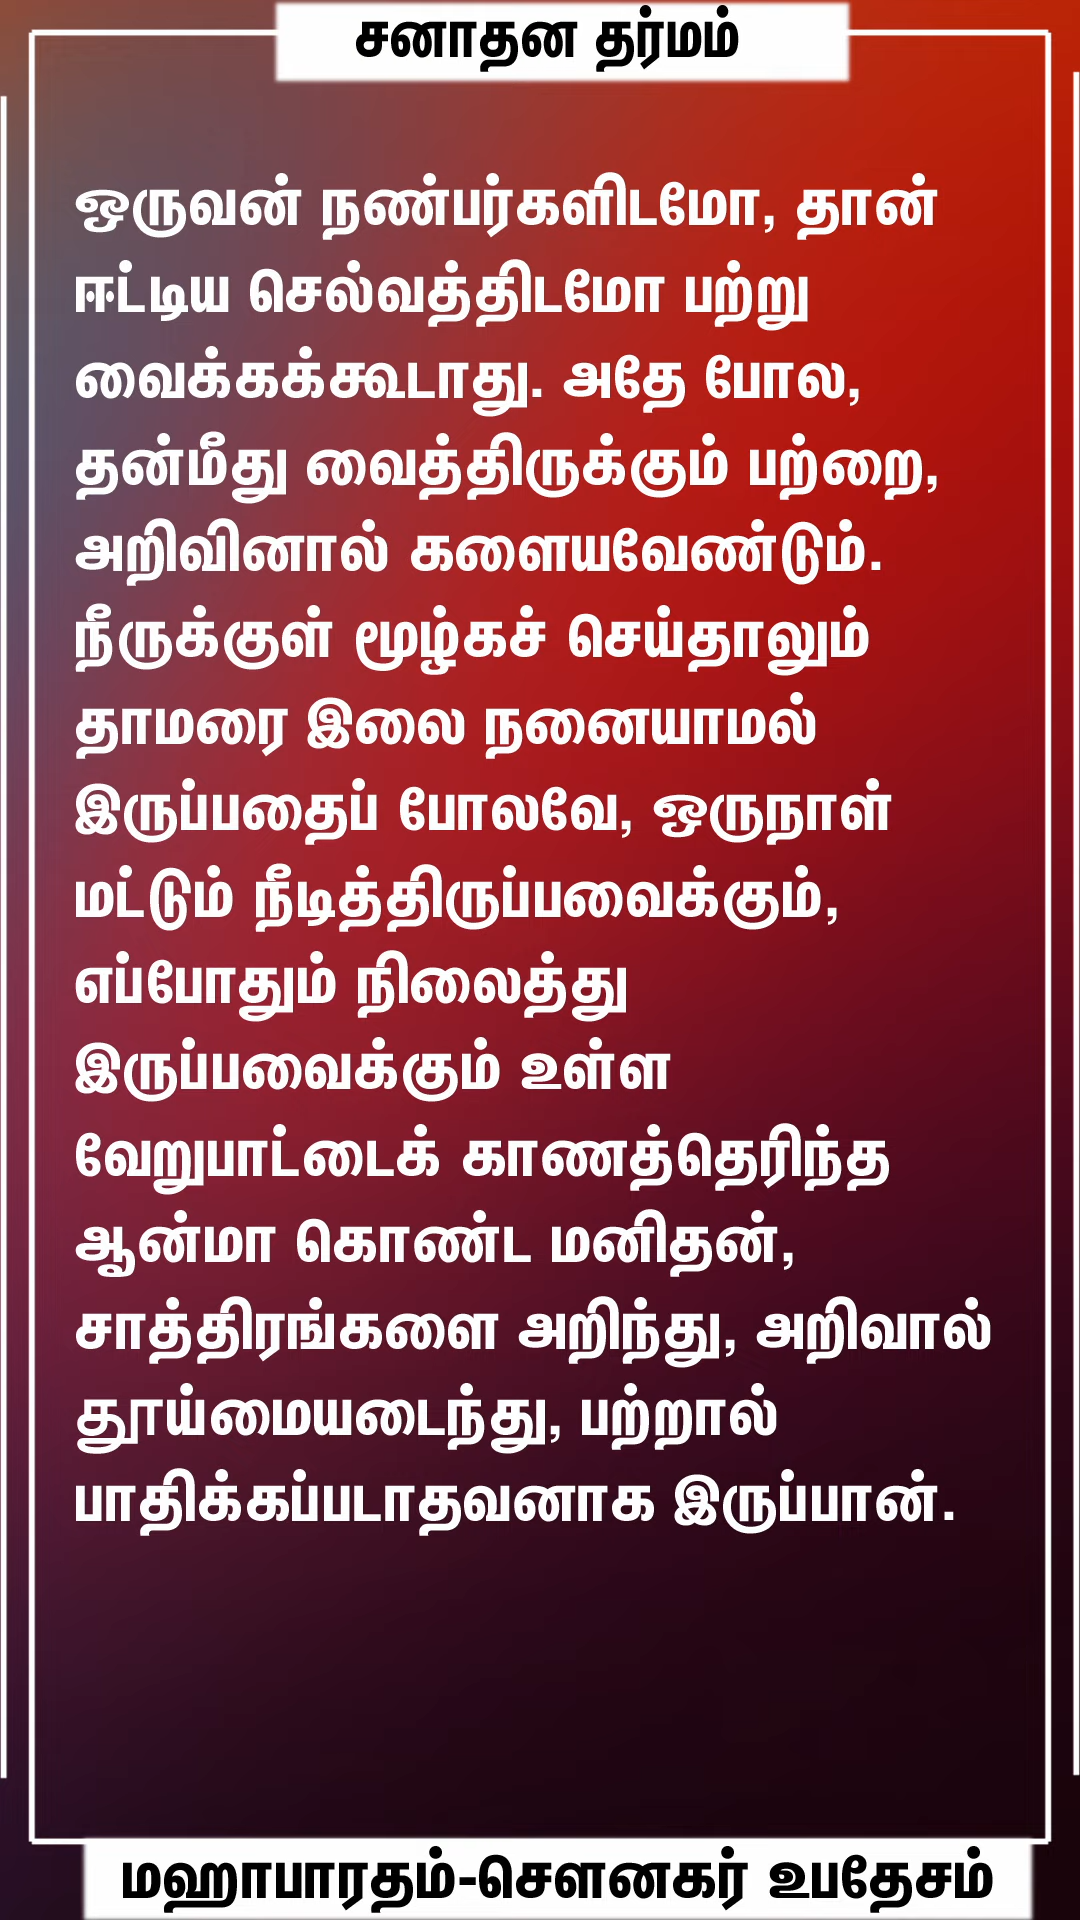 சனாதன தர்மம்
ஒருவன் நண்பர்களிடமோ, தான்
ஈட்டிய செல்வத்திடமோ பற்று
வைக்கக்கூடாது. அதே போல,
தன்மீது வைத்திருக்கும் பற்றை,
அறிவினால் களையவேண்டும்.
நீருக்குள் மூழ்கச் செய்தாலும்
தாமரை இலை நனையாமல்
இருப்பதைப் போலவே, ஒருநாள்
மட்டும் நீடித்திருப்பவைக்கும்,
எப்போதும் நிலைத்து
இருப்பவைக்கும் உள்ள
வேறுபாட்டைக் காணத்தெரிந்த
ஆன்மா கொண்ட மனிதன்,
சாத்திரங்களை அறிந்து, அறிவால்
தூய்மையடைந்து, பற்றால்
பாதிக்கப்படாதவனாக இருப்பான்.
மஹாபாரதம்-சௌனகர் உபதேசம்